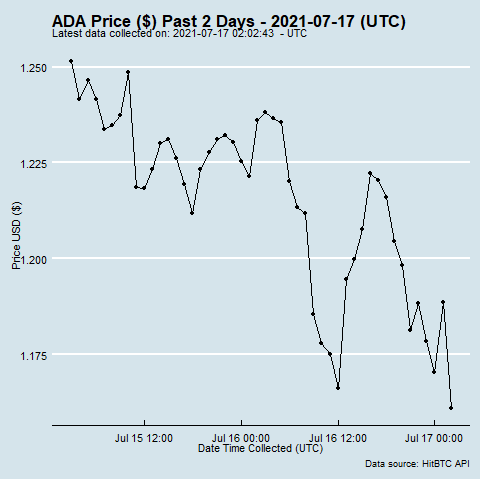 ADA Price ($) Past 2 Days - 2021-07-17 (UTC)
Latest data collected on: 2021-07-17 02:02:43 - UTC
1.250
1.225
1.200
1.175
Price USD ($)
Jul 15 12:00 Jul 16 00:00 Jul 16 12:00 Jul 17 00:00
Date Time Collected (UTC)
Data source: HitBTC API